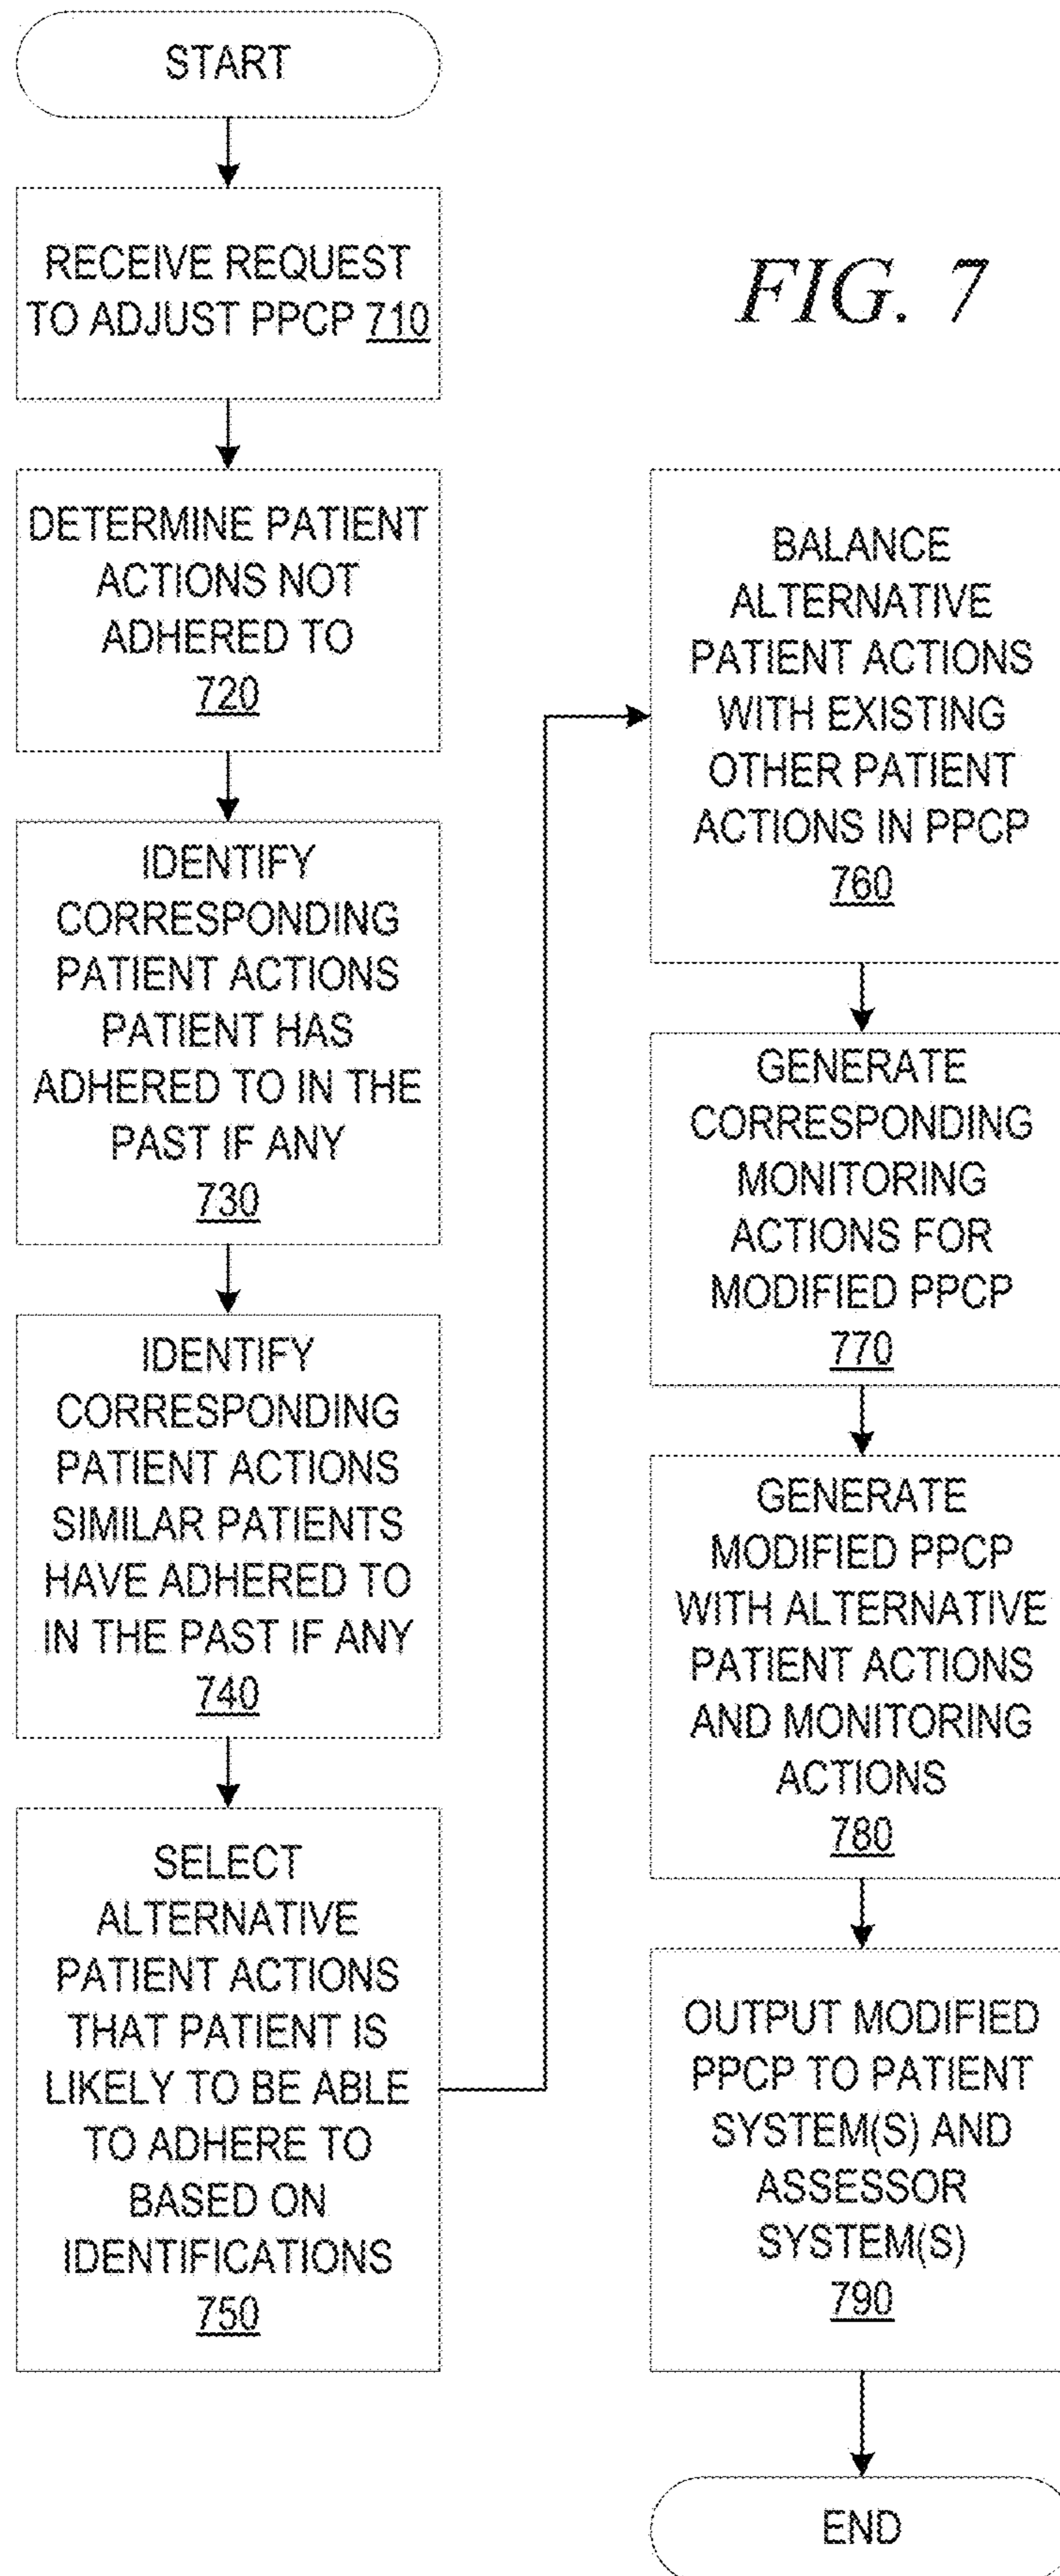 START
RECEIVE REQUEST
TO ADJUST PPCP 710
DETERMINE PATIENT
ACTIONS NOT
ADHERED TO
720
IDENTIFY
CORRESPONDING
PATIENT ACTIONS
PATIENT HAS
ADHERED TO IN THE
PAST IF ANY
730
IDENTIFY
CORRESPONDING
PATIENT ACTIONS
SIMILAR PATIENTS
HAVE ADHERED TO
IN THE PAST IF ANY
740
SELECT
ALTERNATIVE
PATIENT ACTIONS
THAT PATIENT IS
LIKELY TO BE ABLE
TO ADHERE TO
BASED ON
IDENTIFICATIONS
750
FIG. 7
BALANCE
ALTERNATIVE
PATIENT ACTIONS
WITH EXISTING
OTHER PATIENT
ACTIONS IN PPCP
760
GENERATE
CORRESPONDING
MONITORING
ACTIONS FOR
MODIFIED PPCP
770
GENERATE
MODIFIED PPCP
WITH ALTERNATIVE
PATIENT ACTIONS
AND MONITORING
ACTIONS
780
OUTPUT MODIFIED
PPCP TO PATIENT
SYSTEM(S) AND
ASSESSOR
SYSTEM(S)
790
END